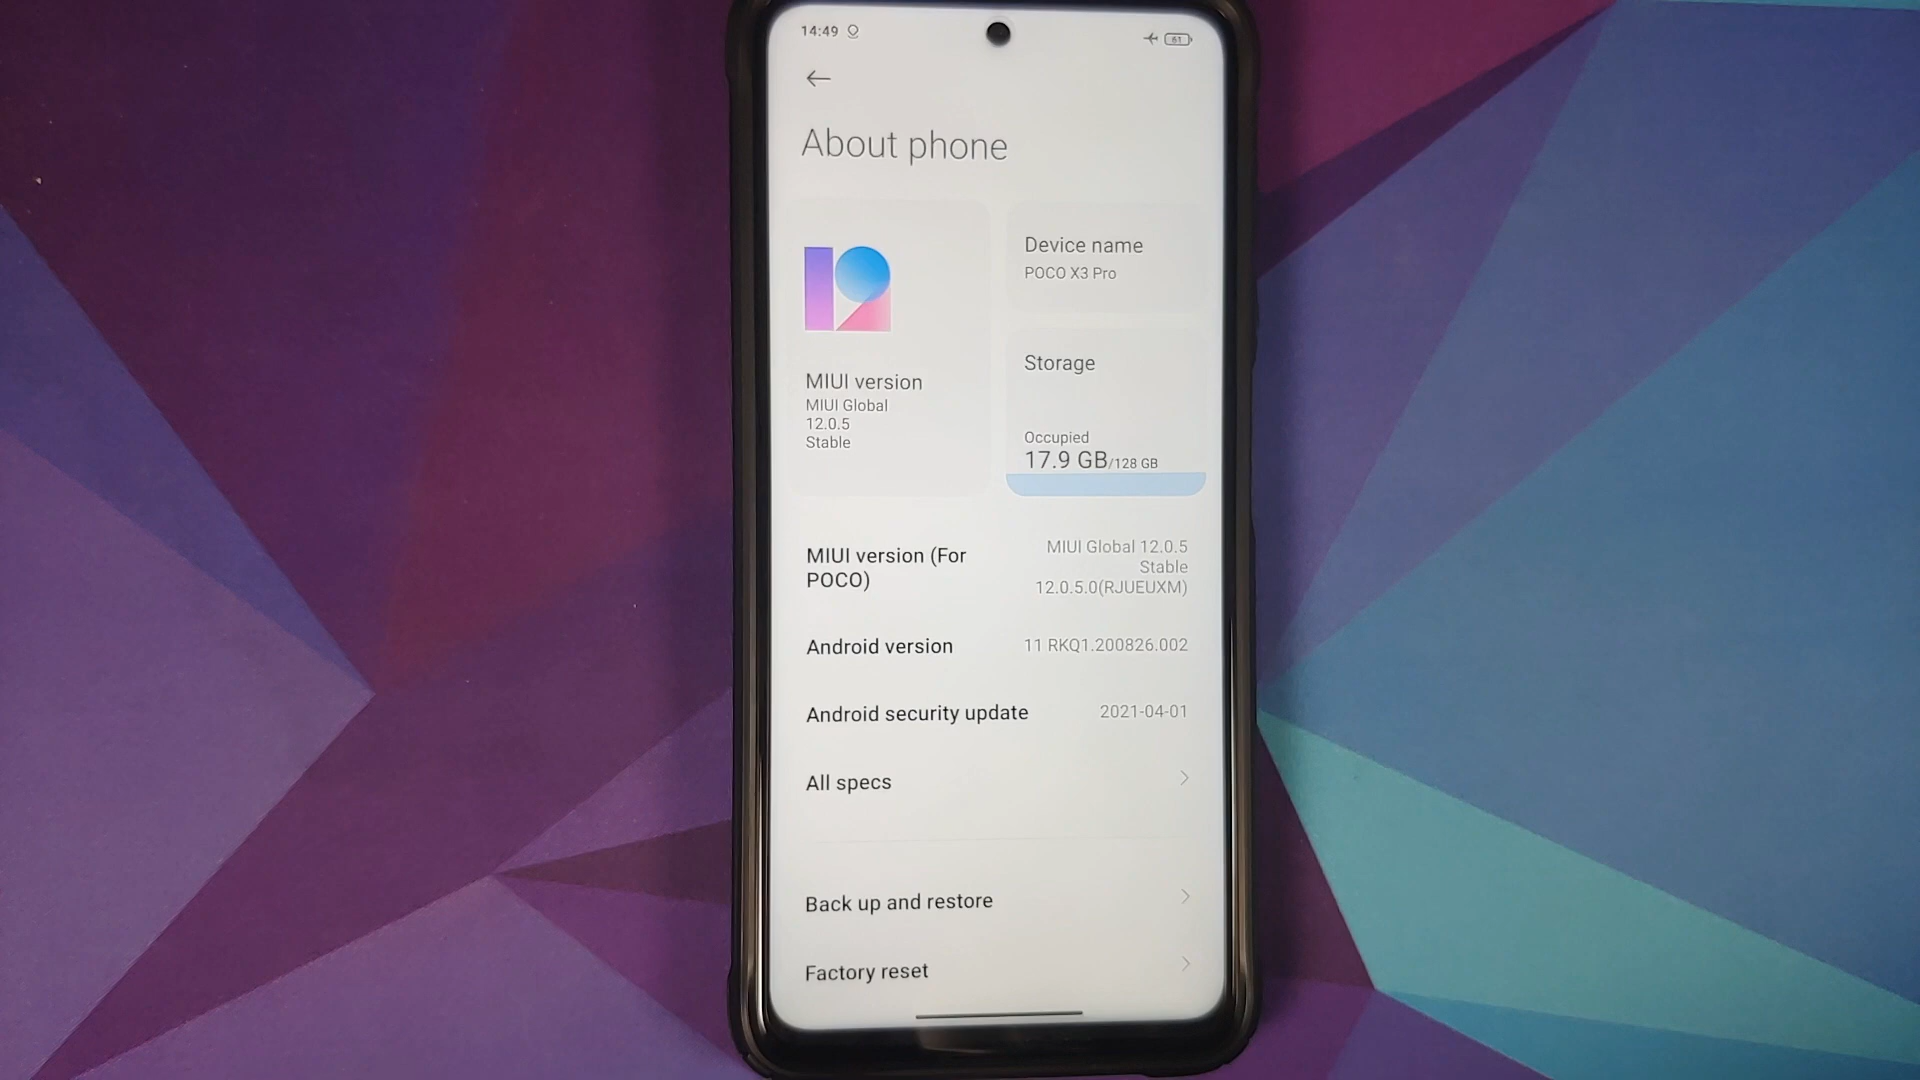 14:49
61
About phone
MIUI version
MIUI Global
12.0.5
Stable
Device name
POCO X3 Pro
Storage
Occupied
17.9 GB/128 GB
MIUI version (For
POCO)
MIUI Global 12.0.5
Stable
12.0.5.0(RJUEUXM)
Android version
11 RKQ1.200826.002
Android security update
2021-04-01
All specs
Back up and restore
Factory reset